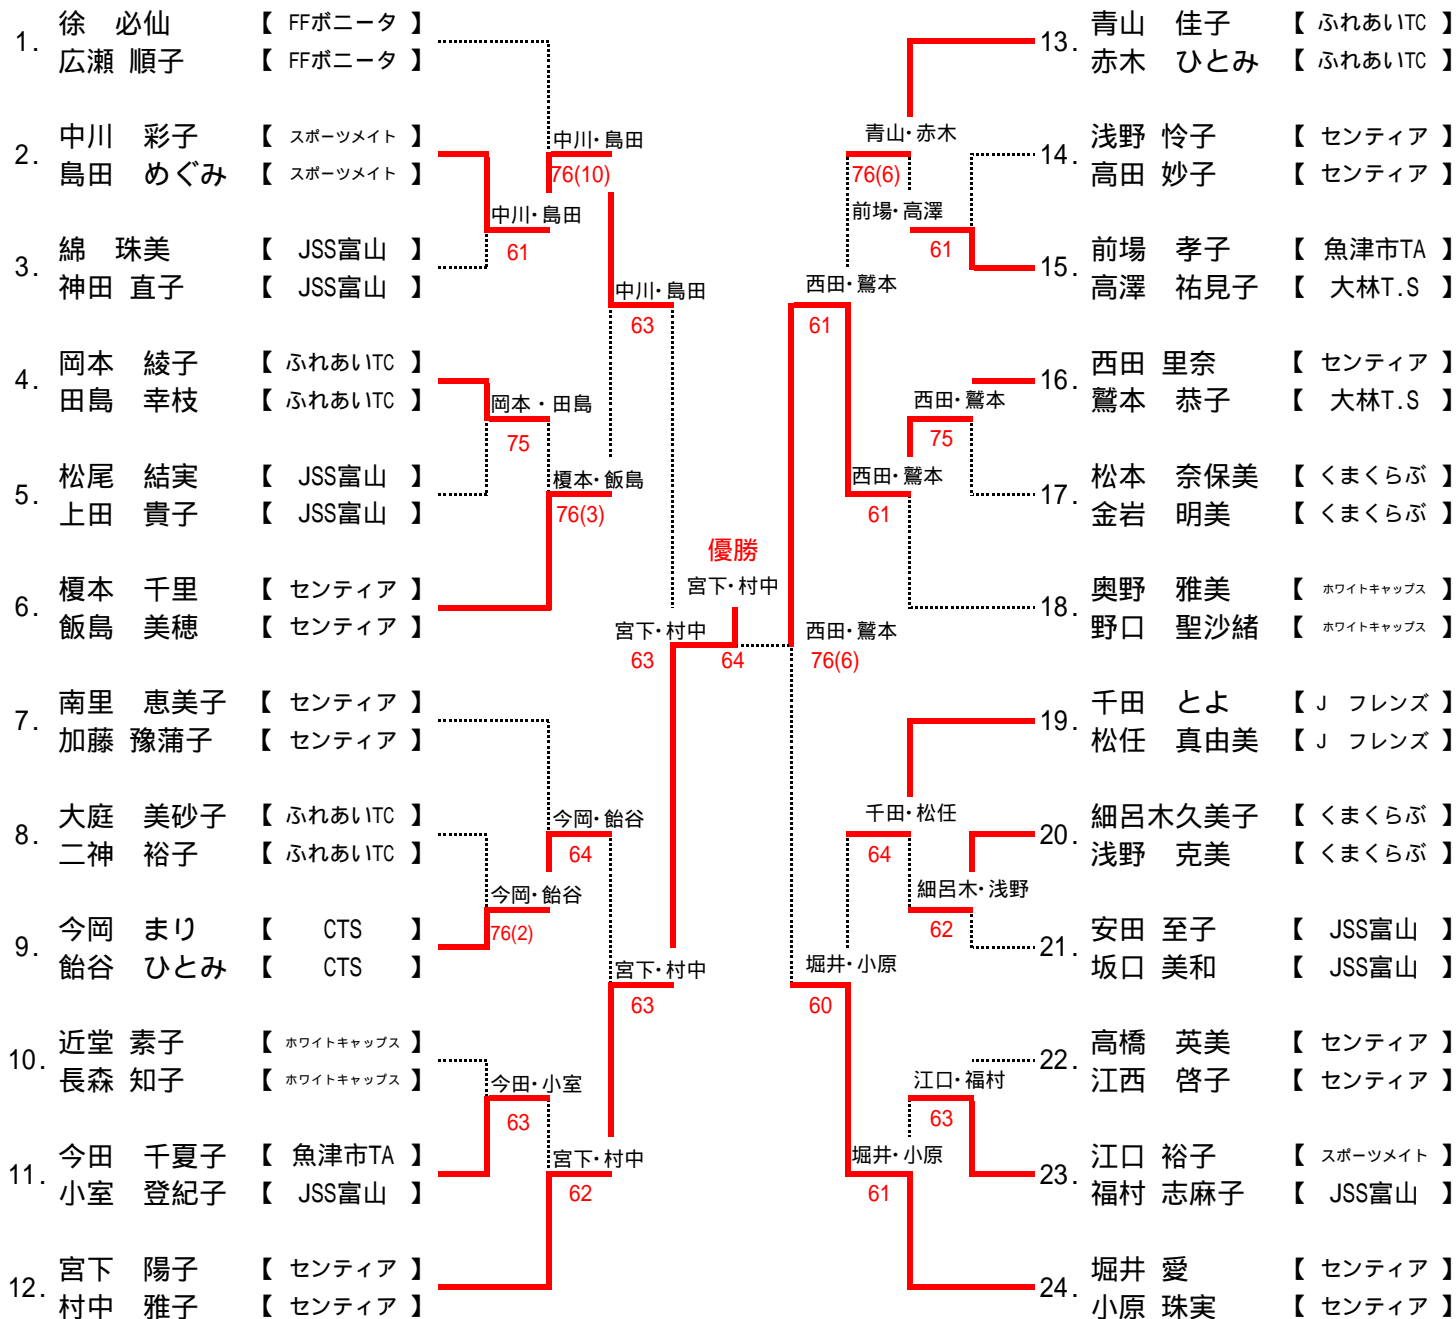 1. 徐　必仙 【 FFボニータ 】
広瀬 順子 【 FFボニータ 】
2. 中川　彩子 【 スポーツメイト 】
島田　めぐみ 【 スポーツメイト 】
3. 綿　珠美 【 JSS富山 】
神田 直子 【 JSS富山 】
4. 岡本　綾子 【 ふれあいTC 】
田島　幸枝 【 ふれあいTC 】
5. 松尾　結実 【 JSS富山 】
上田　貴子 【 JSS富山 】
6. 榎本　千里 【 センティア 】
飯島　美穂 【 センティア 】
7. 南里　恵美子 【 センティア 】
加藤 豫蒲子 【 センティア 】
8. 大庭　美砂子 【 ふれあいTC 】
二神　裕子 【 ふれあいTC 】
9. 今岡　まり 【 CTS 】
飴谷　ひとみ 【 CTS 】
10. 近堂 素子 【 ホワイトキャップス 】
長森 知子 【 ホワイトキャップス 】
11. 今田　千夏子 【 魚津市TA 】
小室　登紀子 【 JSS富山 】
12. 宮下　陽子 【 センティア 】
村中　雅子 【 センティア 】
中川・島田
61
岡本・田島
75
今岡・飴谷
76(2)
今田・小室
63
中川・島田
76(10)
榎本・飯島
76(3)
今岡・飴谷
64
宮下・村中
62
中川・島田
63
宮下・村中
63
宮下・村中
63
優勝
宮下・村中
64
西田・鷲本
76(6)
西田・鷲本
61
堀井・小原
60
青山・赤木
76(6)
西田・鷲本
61
千田・松任
64
堀井・小原
61
前場・高澤
61
西田・鷲本
75
細呂木・浅野
62
江口・福村
63
13. 青山　佳子 【 ふれあいTC 】
赤木　ひとみ 【 ふれあいTC 】
14. 浅野 怜子 【 センティア 】
高田 妙子 【 センティア 】
15. 前場　孝子 【 魚津市TA 】
高澤　祐見子 【 大林T.S 】
16. 西田 里奈 【 センティア 】
鷲本　恭子 【 大林T.S 】
17. 松本　奈保美 【 くまくらぶ 】
金岩　明美 【 くまくらぶ 】
18. 奥野　雅美 【 ホワイトキャップス 】
野口　聖沙緒 【 ホワイトキャップス 】
19. 千田　とよ 【 J　フレンズ 】
松任　真由美 【 J　フレンズ 】
20. 細呂木久美子 【 くまくらぶ 】
浅野　克美 【 くまくらぶ 】
21. 安田 至子 【 JSS富山 】
坂口 美和 【 JSS富山 】
22. 高橋　英美 【 センティア 】
江西　啓子 【 センティア 】
23. 江口 裕子 【 スポーツメイト 】
福村 志麻子 【 JSS富山 】
24. 堀井 愛 【 センティア 】
小原 珠実 【 センティア 】